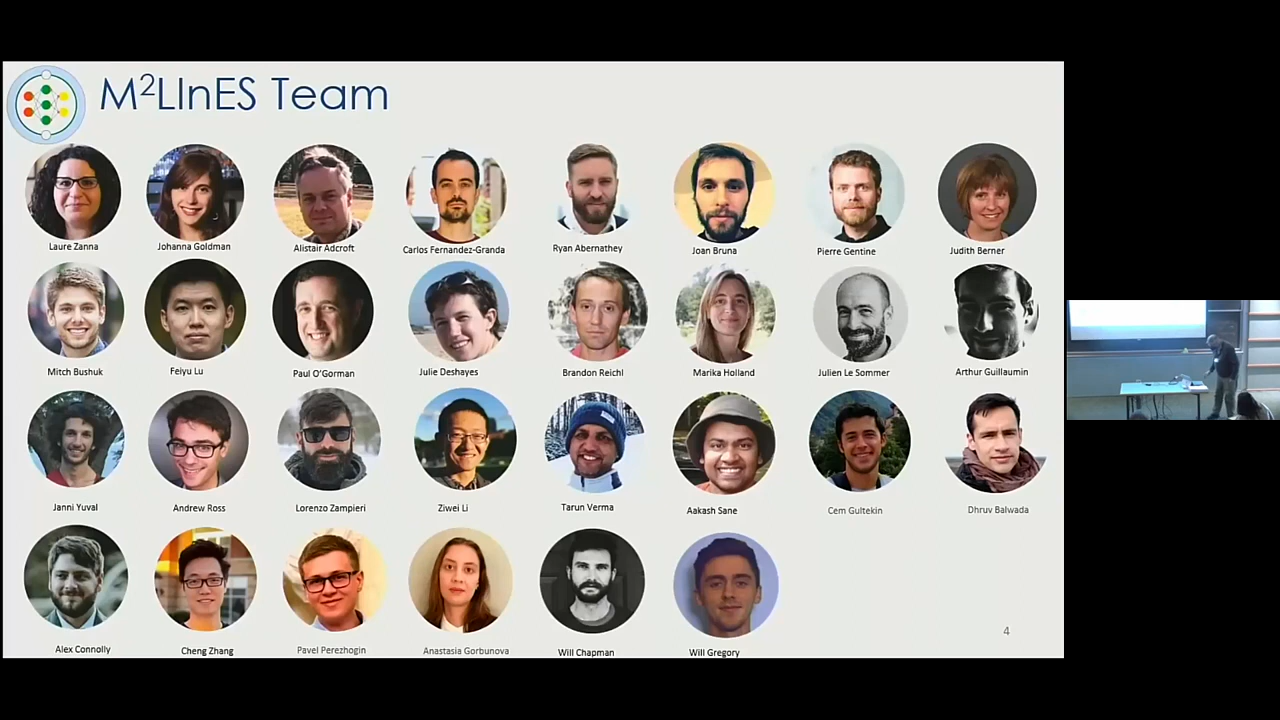 M²LInES Team
Laure Zanna
Johanna Goldman
Alistair Adcroft
Carlos Fernandez-Granda
Ryan Abernathey
Joan Bruna
Pierre Gentine
Judith Berner
Mitch Bushuk
Feiyu Lu
Paul O'Gorman
Julie Deshayes
Brandon Reichl
Marika Holland
Julien Le Sommer
Arthur Guillaumin
Janni Yuval
Andrew Ross
Lorenzo Zampieri
Ziwei Li
Tarun Verma
Aakash Sane
Cem Gultekin
Dhruv Balwada
Alex Connolly
Cheng Zhang
Pavel Perezhogin
Anastasia Gorbunova
Will Chapman
Will Gregory
4